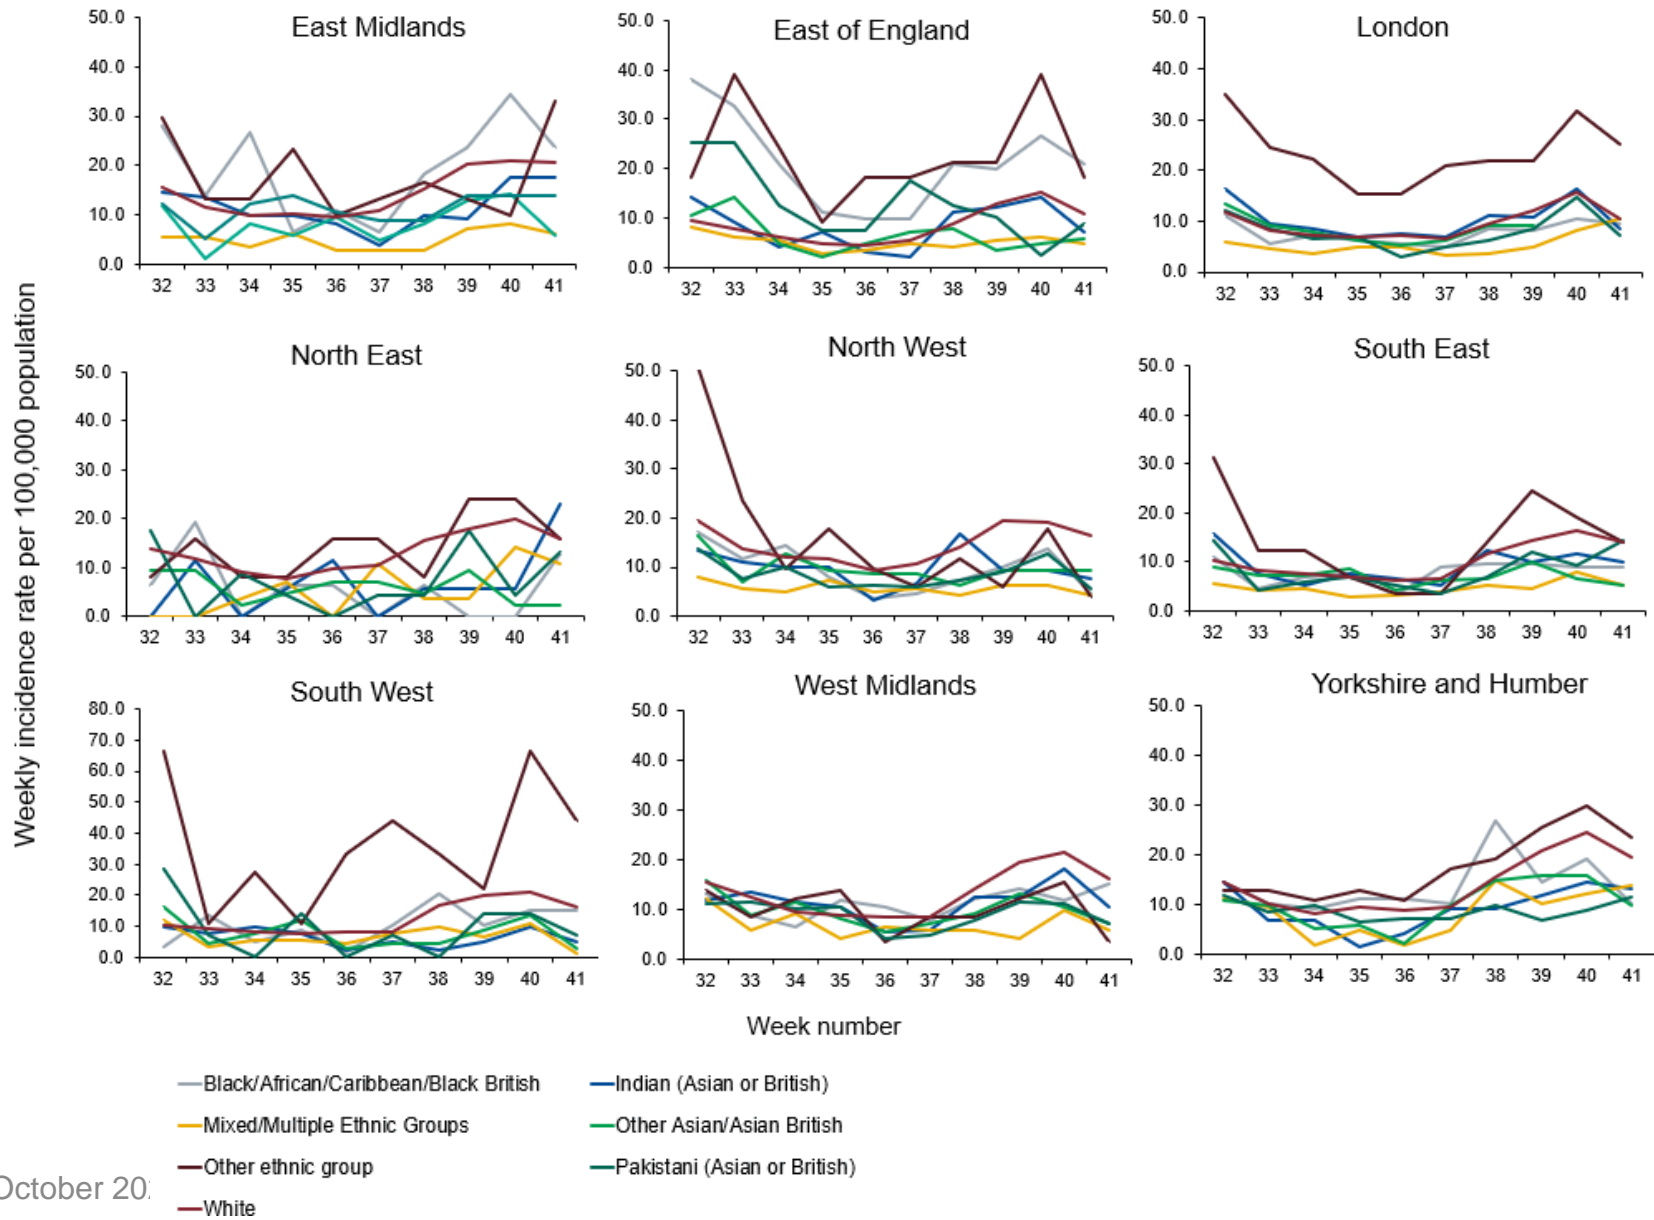 East Midlands
50.0
40.0
30.0
20.0
10.0
0.0
32 33 34 35 36 37 38 39 40 41
East of England
50.0
40.0
30.0
20.0
10.0
0.0
32 33 34 35 36 37 38 39 40 41
London
50.0
40.0
30.0
20.0
10.0
0.0
32 33 34 35 36 37 38 39 40 41
Weekly incidence rate per 100,000 population
North East
50.0
40.0
30.0
20.0
10.0
0.0
32 33 34 35 36 37 38 39 40 41
North West
50.0
40.0
30.0
20.0
10.0
0.0
32 33 34 35 36 37 38 39 40 41
South East
50.0
40.0
30.0
20.0
10.0
0.0
32 33 34 35 36 37 38 39 40 41
South West
80.0
70.0
60.0
50.0
40.0
30.0
20.0
10.0
0.0
32 33 34 35 36 37 38 39 40 41
West Midlands
50.0
40.0
30.0
20.0
10.0
0.0
32 33 34 35 36 37 38 39 40 41
Yorkshire and Humber
50.0
40.0
30.0
20.0
10.0
0.0
32 33 34 35 36 37 38 39 40 41
Week number
Black/African/Caribbean/Black British Indian (Asian or British)
Mixed/Multiple Ethnic Groups Other Asian/Asian British
Other ethnic group Pakistani (Asian or British)
October 20
White